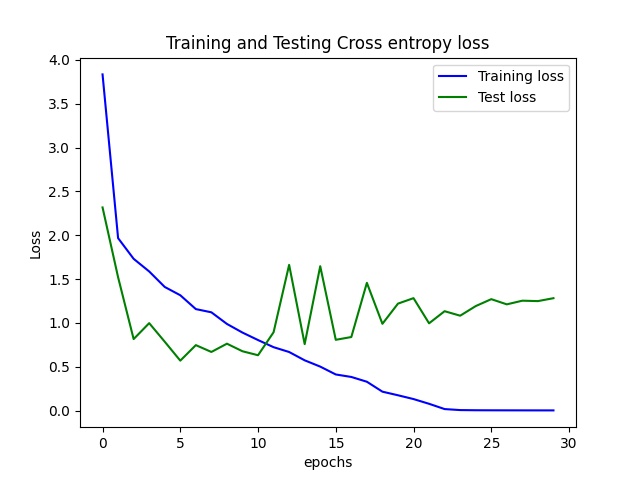 Training and Testing Cross entropy loss
Training loss
Test loss
4.0
3.5
3.0
2.5
2.0
1.5
1.0
0.5
0.0
Loss
0 5 10 15 20 25 30
epochs